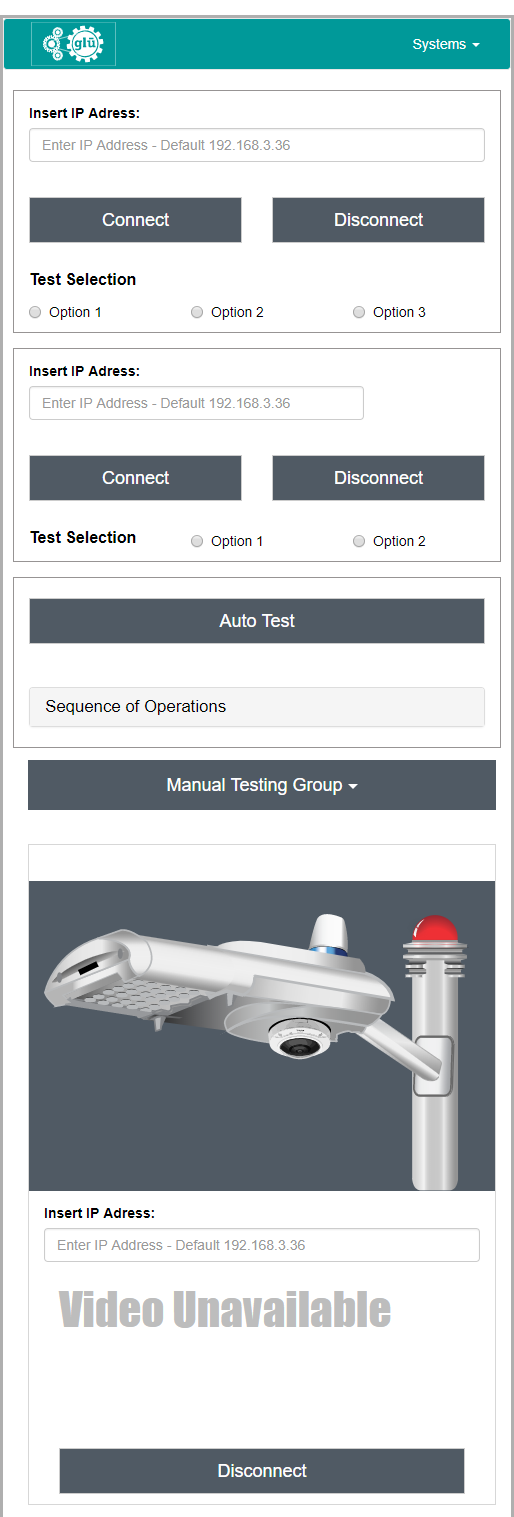 glü
Systems
Insert IP Adress:
Enter IP Address - Default 192.168.3.36
Connect Disconnect
Test Selection
Option 1 Option 2 Option 3
Insert IP Adress:
Enter IP Address - Default 192.168.3.36
Connect Disconnect
Test Selection Option 1 Option 2
Auto Test
Sequence of Operations
Manual Testing Group
Insert IP Adress:
Enter IP Address - Default 192.168.3.36
Video Unavailable
Disconnect